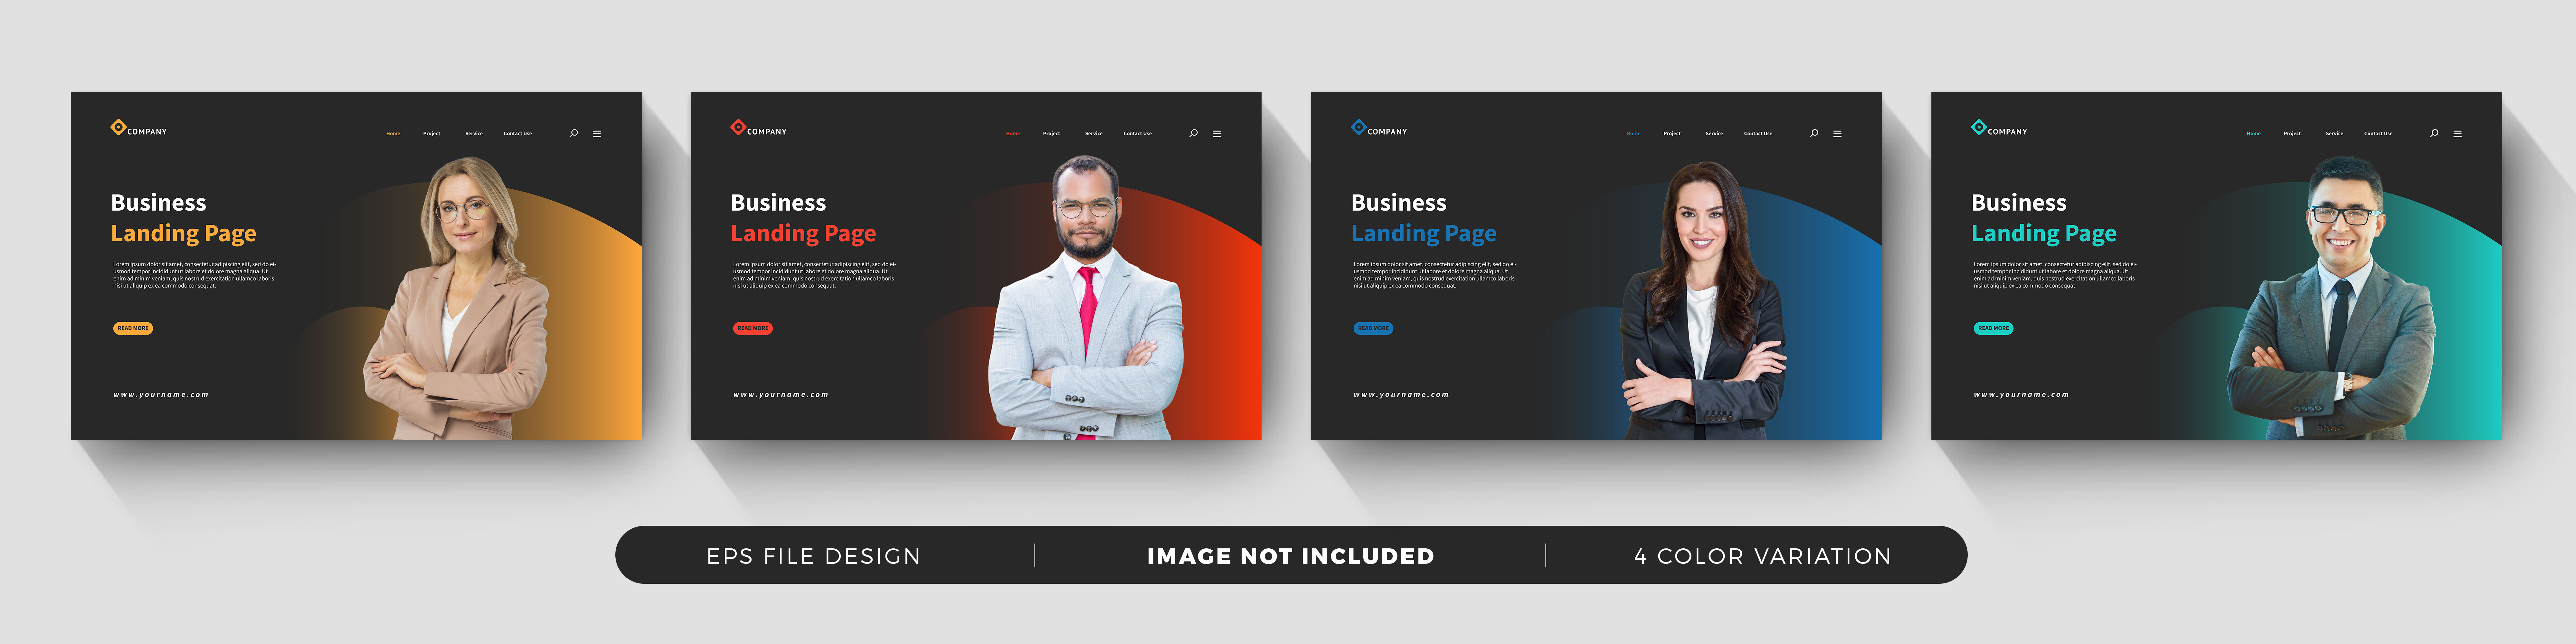 COMPANY
Home Project Service Contact Use
Business
Landing Page
Lorem ipsum dolor sit amet, consectetur adipiscing elit, sed do ei-
usmod tempor incididunt ut labore et dolore magna aliqua. Ut
enim ad minim veniam, quis nostrud exercitation ullamco laboris
nisi ut aliquip ex ea commodo consequat.
READ MORE
www.yourname.com
COMPANY
Home Project Service Contact Use
Business
Landing Page
Lorem ipsum dolor sit amet, consectetur adipiscing elit, sed do ei-
usmod tempor incididunt ut labore et dolore magna aliqua. Ut
enim ad minim veniam, quis nostrud exercitation ullamco laboris
nisi ut aliquip ex ea commodo consequat.
READ MORE
www.yourname.com
COMPANY
Home Project Service Contact Use
Business
Landing Page
Lorem ipsum dolor sit amet, consectetur adipiscing elit, sed do ei-
usmod tempor incididunt ut labore et dolore magna aliqua. Ut
enim ad minim veniam, quis nostrud exercitation ullamco laboris
nisi ut aliquip ex ea commodo consequat.
READ MORE
www.yourname.com
COMPANY
Home Project Service Contact Use
Business
Landing Page
Lorem ipsum dolor sit amet, consectetur adipiscing elit, sed do ei-
usmod tempor incididunt ut labore et dolore magna aliqua. Ut
enim ad minim veniam, quis nostrud exercitation ullamco laboris
nisi ut aliquip ex ea commodo consequat.
READ MORE
www.yourname.com
EPS FILE DESIGN
IMAGE NOT INCLUDED
4 COLOR VARIATION